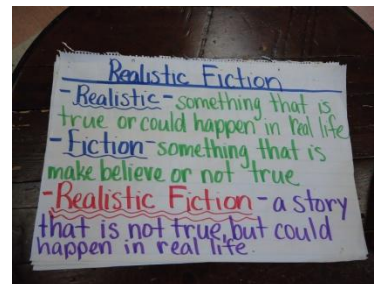 Realistic Fiction
-Realistic-something that is
true or could happen in real life
-Fiction-something that is
make believe or not true
-Realistic Fiction-a story
that is not true, but could
happen in real life.